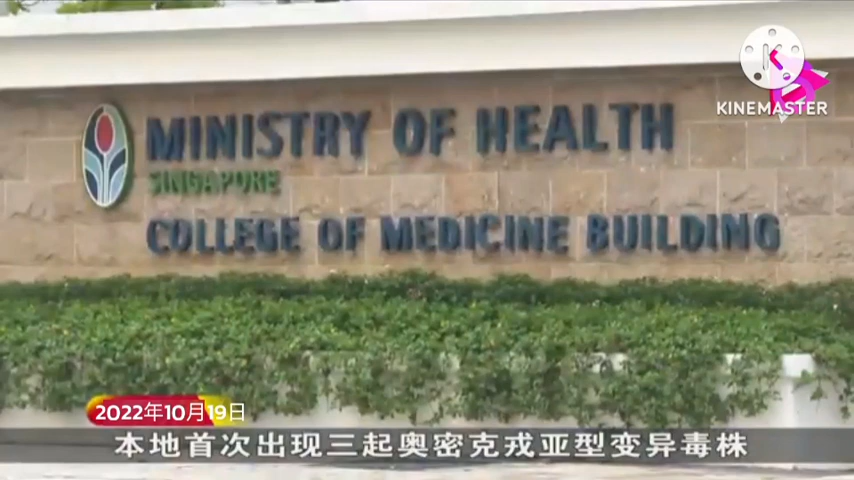 KINEMASTER
MINISTRY OF HEALTH
SINGAPORE
COLLEGE OF MEDICINE BUILDING
2022年10月19日
本地首次出现三起奥密克戎亚型变异毒株